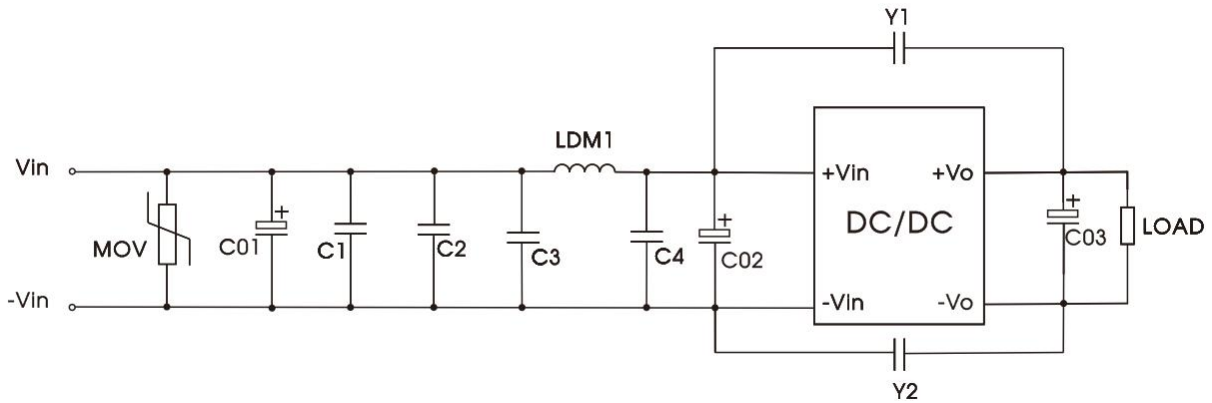 Y1
LDM1
Vin
+Vin
+Vo
MOV
C01
+
C1
C2
C3
C4
+
C02
DC/DC
+
C03
LOAD
-Vin
-Vin
-Vo
Y2